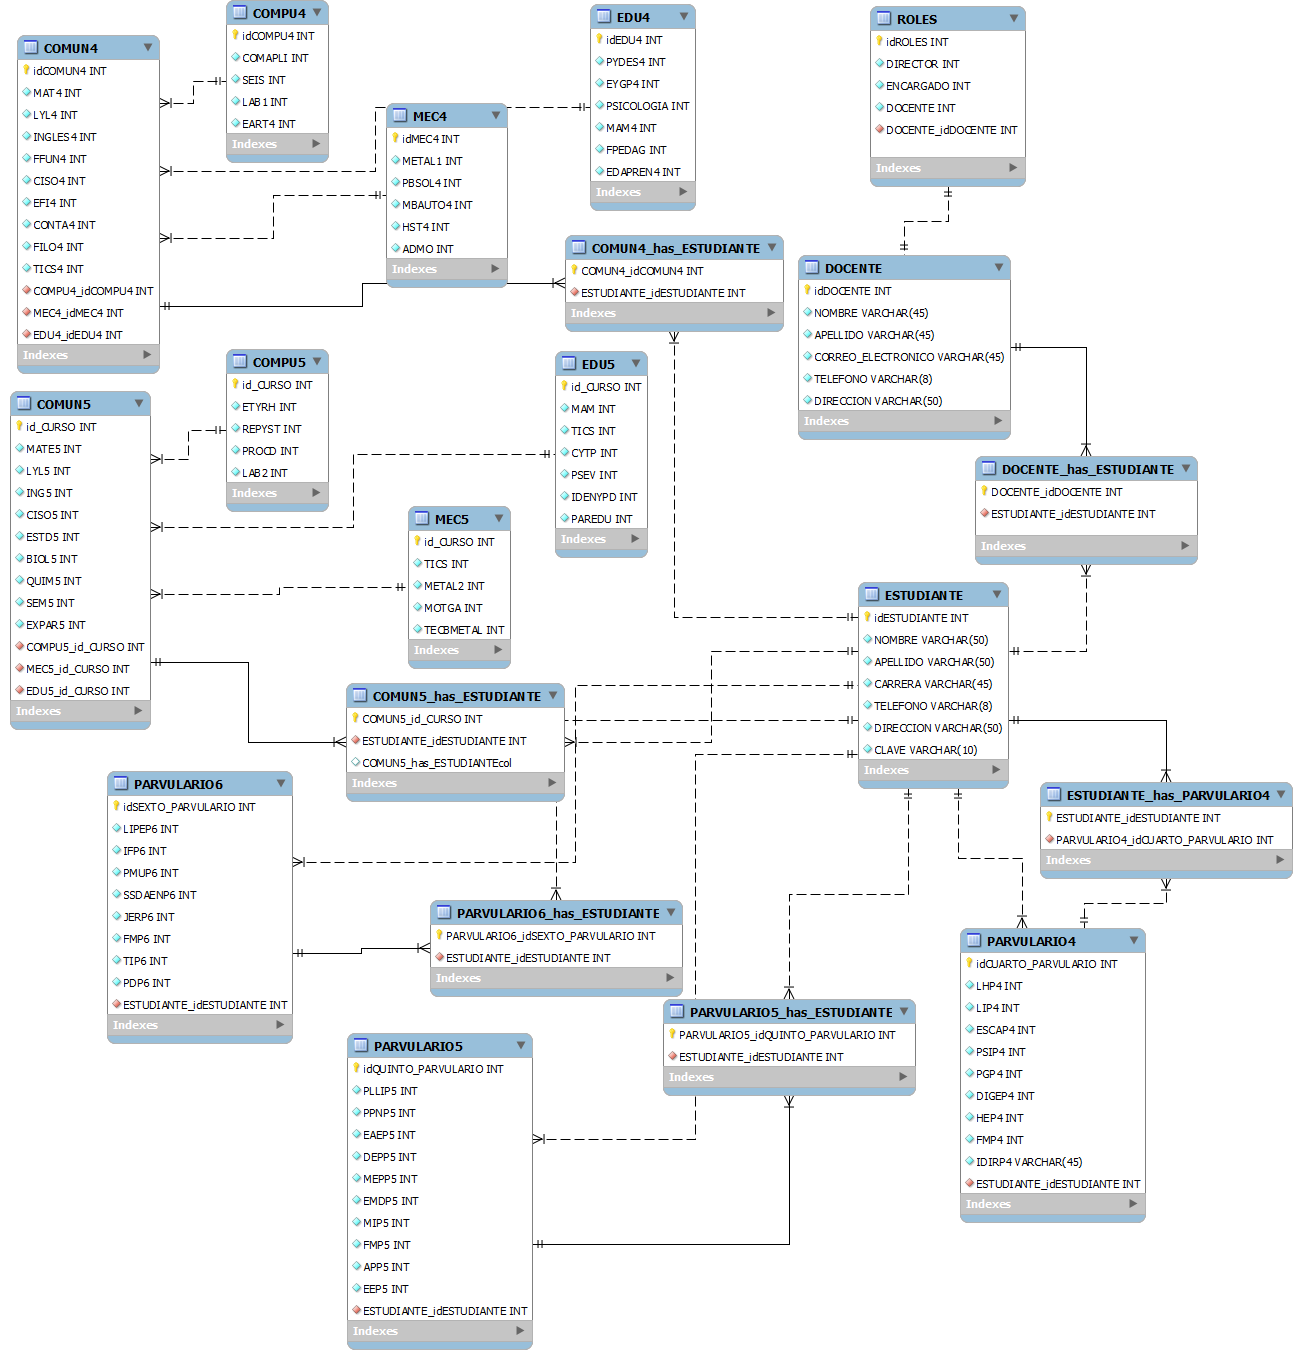 COMPU4
idCOMPU4 INT
COMAPLI INT
SEIS INT
LAB1 INT
EART4 INT
Indexes
EDU4
idEDU4 INT
PYDES4 INT
EYGP4 INT
PSICOLOGIA INT
MAM4 INT
FPEDAG INT
EDAPREN4 INT
Indexes
ROLES
idROLES INT
DIRECTOR INT
ENCARGADO INT
DOCENTE INT
DOCENTE_idDOCENTE INT
Indexes
COMUN4
idCOMUN4 INT
MAT4 INT
LYL4 INT
INGLES4 INT
FFUN4 INT
CISO4 INT
EFI4 INT
CONTA4 INT
FILO4 INT
TICS4 INT
COMPU4_idCOMPU4 INT
MEC4_idMEC4 INT
EDU4_idEDU4 INT
Indexes
MEC4
idMEC4 INT
METAL1 INT
PBSOL4 INT
MBAUTO4 INT
HST4 INT
ADMO INT
Indexes
COMUN4_has_ESTUDIANTE
COMUN4_idCOMUN4 INT
ESTUDIANTE_idESTUDIANTE INT
Indexes
DOCENTE
idDOCENTE INT
NOMBRE VARCHAR(45)
APELLIDO VARCHAR(45)
CORREO_ELECTRONICO VARCHAR(45)
TELEFONO VARCHAR(8)
DIRECCION VARCHAR(50)
Indexes
COMPU5
id_CURSO INT
ETYRH INT
REPYST INT
PROCD INT
LAB2 INT
Indexes
EDU5
id_CURSO INT
MAM INT
TICS INT
CYTP INT
PSEV INT
IDENYPD INT
PAREDU INT
Indexes
COMUN5
id_CURSO INT
MATE5 INT
LYL5 INT
ING5 INT
CISO5 INT
ESTD5 INT
BIOL5 INT
QUIM5 INT
SEM5 INT
EXPAR5 INT
COMPU5_id_CURSO INT
MEC5_id_CURSO INT
EDU5_id_CURSO INT
Indexes
DOCENTE_has_ESTUDIANTE
DOCENTE_idDOCENTE INT
ESTUDIANTE_idESTUDIANTE INT
Indexes
MEC5
id_CURSO INT
TICS INT
METAL2 INT
MOTGA INT
TECBMETAL INT
Indexes
ESTUDIANTE
idESTUDIANTE INT
NOMBRE VARCHAR(50)
APELLIDO VARCHAR(50)
CARRERA VARCHAR(45)
TELEFONO VARCHAR(8)
DIRECCION VARCHAR(50)
CLAVE VARCHAR(10)
Indexes
COMUN5_has_ESTUDIANTE
COMUN5_id_CURSO INT
ESTUDIANTE_idESTUDIANTE INT
COMUN5_has_ESTUDIANTEcol
Indexes
PARVULARIO6
idSEXTO_PARVULARIO INT
LIPEP6 INT
IFP6 INT
PMUP6 INT
SSDAENP6 INT
JERP6 INT
FMP6 INT
TIP6 INT
PDP6 INT
ESTUDIANTE_idESTUDIANTE INT
Indexes
ESTUDIANTE_has_PARVULARIO4
ESTUDIANTE_idESTUDIANTE INT
PARVULARIO4_idCUARTO_PARVULARIO INT
Indexes
PARVULARIO6_has_ESTUDIANTE
PARVULARIO6_idSEXTO_PARVULARIO INT
ESTUDIANTE_idESTUDIANTE INT
Indexes
PARVULARIO4
idCUARTO_PARVULARIO INT
LHP4 INT
LIP4 INT
ESCAP4 INT
PSIP4 INT
PGP4 INT
DIGEP4 INT
HEP4 INT
FMP4 INT
IDIRP4 VARCHAR(45)
ESTUDIANTE_idESTUDIANTE INT
Indexes
PARVULARIO5_has_ESTUDIANTE
PARVULARIO5_idQUINTO_PARVULARIO INT
ESTUDIANTE_idESTUDIANTE INT
Indexes
PARVULARIO5
idQUINTO_PARVULARIO INT
PLLIP5 INT
PPNP5 INT
EAEP5 INT
DEPP5 INT
MEPP5 INT
EMDP5 INT
MIP5 INT
FMP5 INT
APP5 INT
EEP5 INT
ESTUDIANTE_idESTUDIANTE INT
Indexes